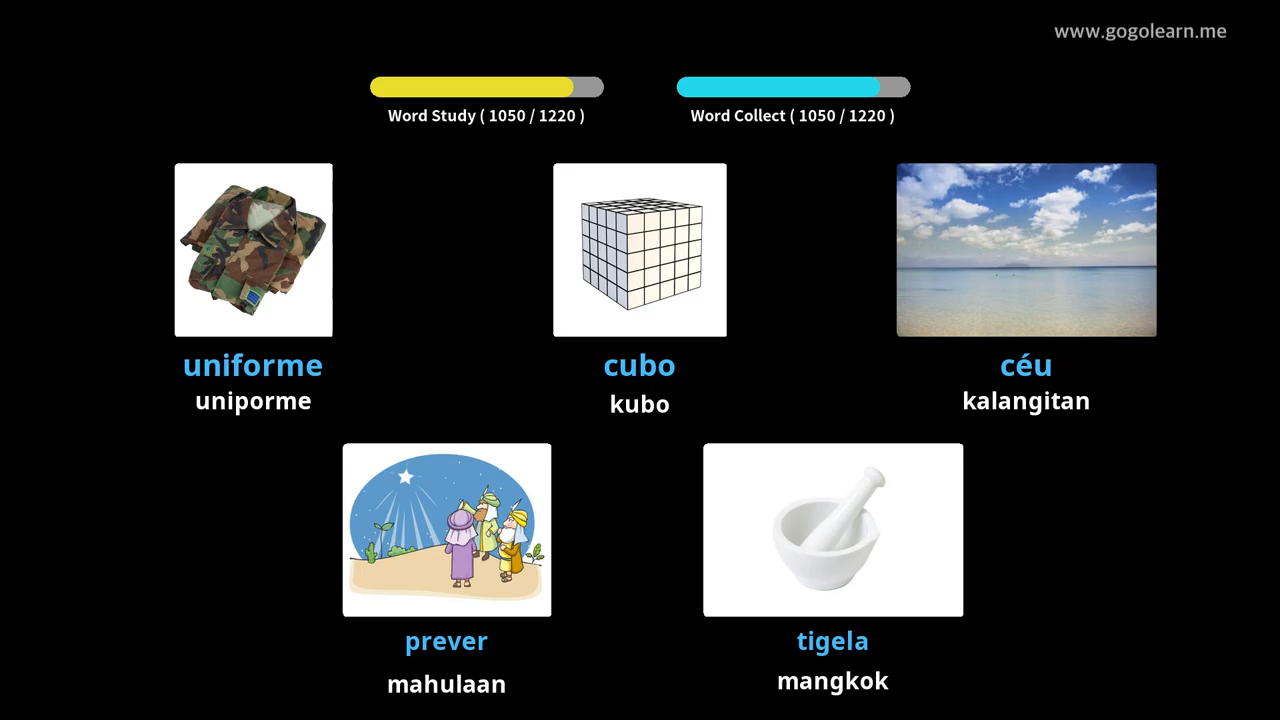 www.gogolearn.me
Word Study ( 1050 / 1220 )
Word Collect ( 1050 / 1220 )
uniforme
uniporme
cubo
kubo
céu
kalangitan
prever
mahulaan
tigela
mangkok